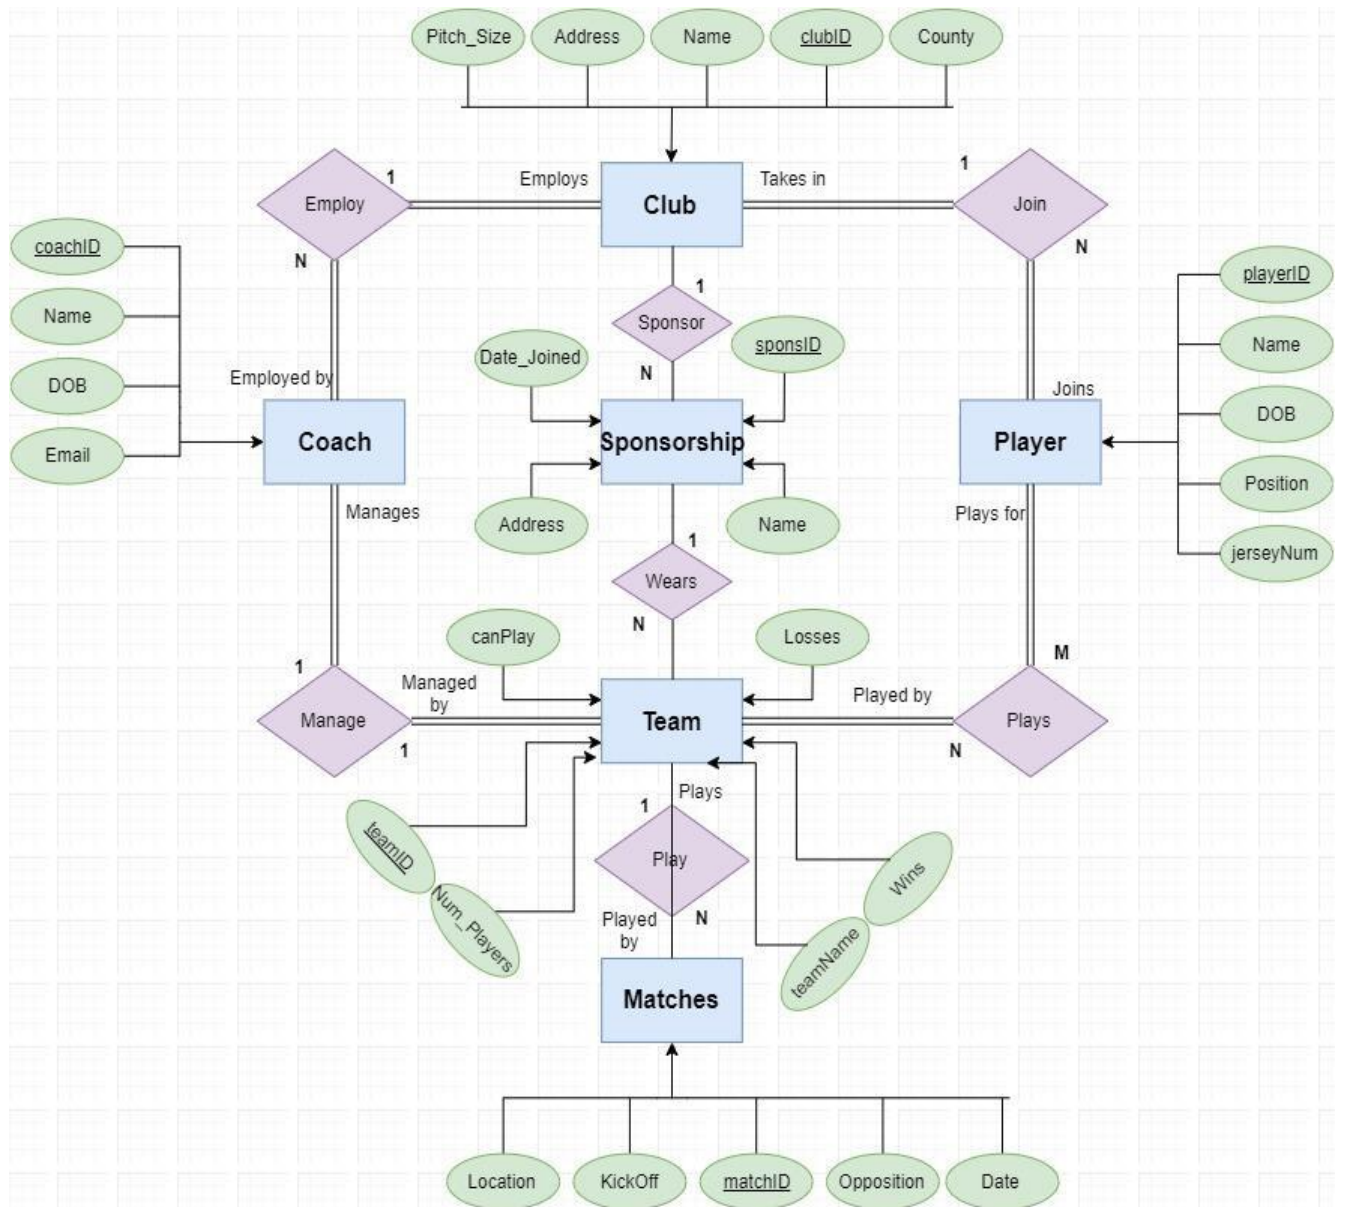 Pitch_Size
Address
Name
clubID
County
Employ
1
Employs
Club
Takes in
1
Join
N
N
coachID
Name
DOB
Email
Employed by
Coach
Manages
1
Sponsor
N
Date_Joined
sponsID
Sponsorship
Address
Name
playerID
Name
DOB
Position
jerseyNum
Joins
Player
Plays for
1
Wears
N
canPlay
Losses
1
Manage
1
Managed
by
Team
Played by
M
Plays
N
teamID
Num_Players
Plays
1
Play
N
Played
by
Wins
teamName
Matches
Location
KickOff
matchID
Opposition
Date